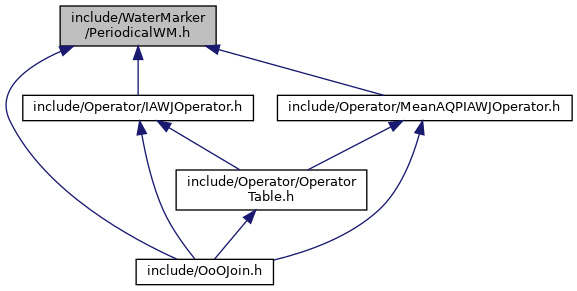 include/WaterMarker
/PeriodicalWM.h
include/Operator/IAWJOperator.h
include/Operator/MeanAQPIAWJOperator.h
include/Operator/Operator
Table.h
include/OoOJoin.h